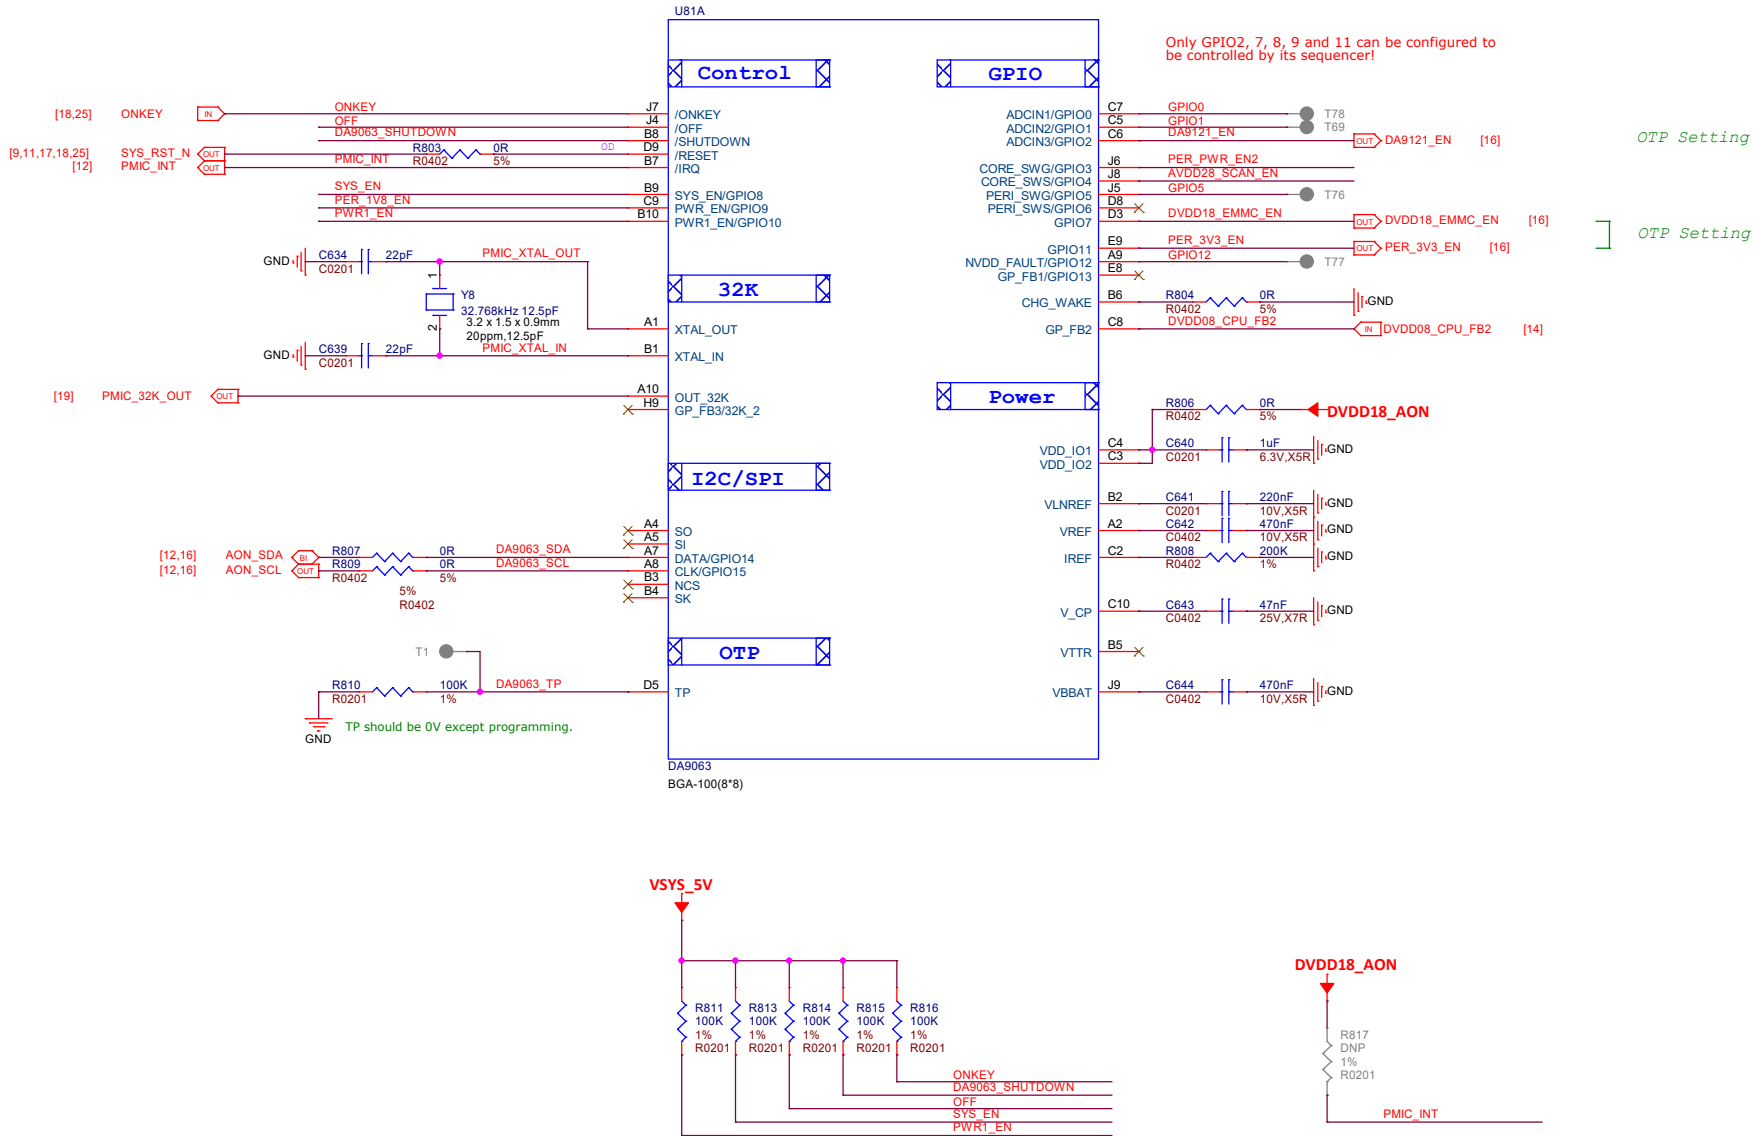 U81A
Only GPIO2, 7, 8, 9 and 11 can be configured to
be controlled by its sequencer!
Control
GPIO
[18,25] ONKEY IN ONKEY J7 /ONKEY
OFF J4 /OFF
DA9063_SHUTDOWN B8 /SHUTDOWN
[9,11,17,18,25] SYS_RST_N OUT R803 0R OD D9 /RESET
R0402 5%
[12] PMIC_INT OUT PMIC_INT B7 /IRQ
SYS_EN B9 SYS_EN/GPIO8
PER_1V8_EN C9 PWR_EN/GPIO9
PWR1_EN B10 PWR1_EN/GPIO10
ADCIN1/GPIO0 C7 GPIO0 T78
ADCIN2/GPIO1 C5 GPIO1 T69
ADCIN3/GPIO2 C6 DA9121_EN OUT DA9121_EN [16] OTP Setting
CORE_SWG/GPIO3 J6 PER_PWR_EN2
CORE_SWS/GPIO4 J8 AVDD28_SCAN_EN
PERI_SWG/GPIO5 J5 GPIO5 T76
PERI_SWS/GPIO6 D8
GPIO7 D3 DVDD18_EMMC_EN OUT DVDD18_EMMC_EN [16]
OTP Setting
GPIO11 E9 PER_3V3_EN OUT PER_3V3_EN [16]
NVDD_FAULT/GPIO12 A9 GPIO12 T77
GP_FB1/GPIO13 E8
CHG_WAKE B6 R804 0R GND
R0402 5%
GP_FB2 C8 DVDD08_CPU_FB2 IN DVDD08_CPU_FB2 [14]
GND C634 22pF PMIC_XTAL_OUT
C0201
1
Y8
32.768kHz 12.5pF
3.2 x 1.5 x 0.9mm
20ppm,12.5pF
2
32K
A1 XTAL_OUT
GND C639 22pF PMIC_XTAL_IN B1 XTAL_IN
C0201
[19] PMIC_32K_OUT OUT A10 OUT_32K
H9 GP_FB3/32K_2
Power
R806 0R DVDD18_AON
R0402 5%
VDD_IO1 C4 C640 1uF GND
VDD_IO2 C3 C0201 6.3V,X5R
VLNREF B2 C641 220nF GND
C0201 10V,X5R
VREF A2 C642 470nF GND
C0402 10V,X5R
IREF C2 R808 200K GND
R0402 1%
V_CP C10 C643 47nF GND
C0402 25V,X7R
VTTR B5
VBBAT J9 C644 470nF GND
C0402 10V,X5R
I2C/SPI
A4 SO
A5 SI
[12,16] AON_SDA BI R807 0R DA9063_SDA A7 DATA/GPIO14
[12,16] AON_SCL OUT R809 0R DA9063_SCL A8 CLK/GPIO15
R0402 5%
5%
R0402
B3 NCS
B4 SK
OTP
T1
R810 100K DA9063_TP D5 TP
R0201 1%
GND
TP should be 0V except programming.
DA9063
BGA-100(8*8)
VSYS_5V
R811 R813 R814 R815 R816
100K 100K 100K 100K 100K
1% 1% 1% 1% 1%
R0201 R0201 R0201 R0201 R0201
ONKEY
DA9063_SHUTDOWN
OFF
SYS_EN
PWR1_EN
DVDD18_AON
R817
DNP
1%
R0201
PMIC_INT